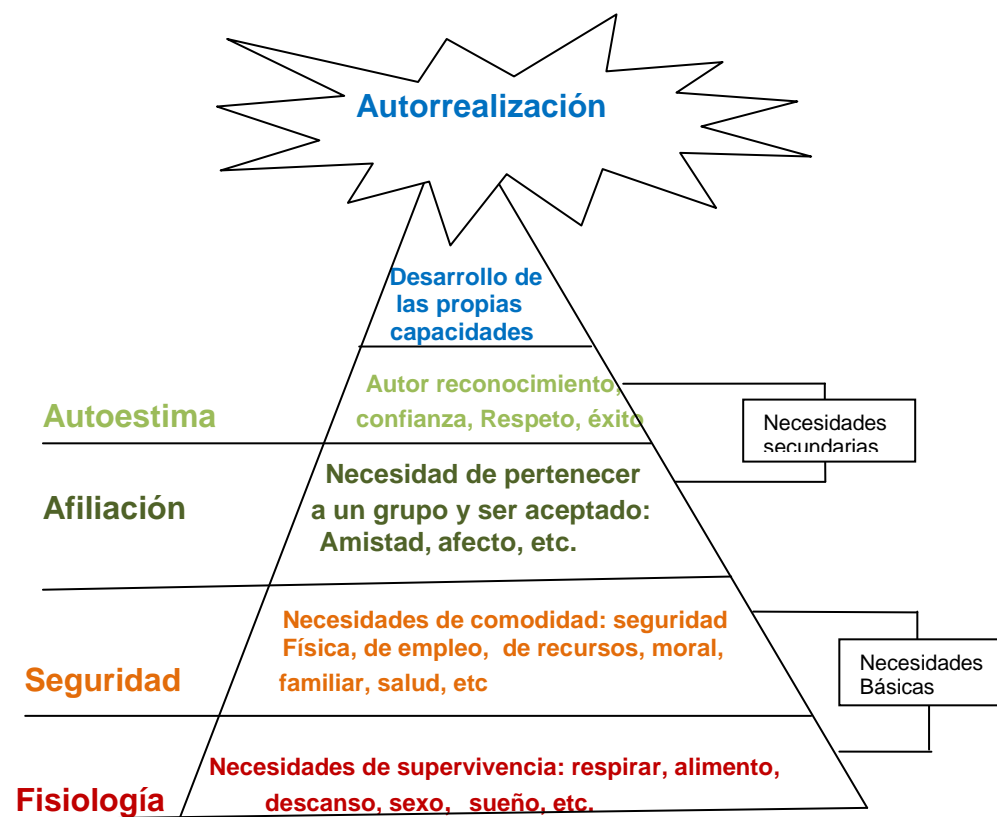 Autorrealización
Desarrollo de
las propias
capacidades
Autoestima
Autor reconocimiento,
confianza, Respeto, éxito
Necesidades
secundarias
Afiliación
Necesidad de pertenecer
a un grupo y ser aceptado:
Amistad, afecto, etc.
Seguridad
Necesidades de comodidad: seguridad
Física, de empleo, de recursos, moral,
familiar, salud, etc
Necesidades
Básicas
Fisiología
Necesidades de supervivencia: respirar, alimento,
descanso, sexo, sueño, etc.